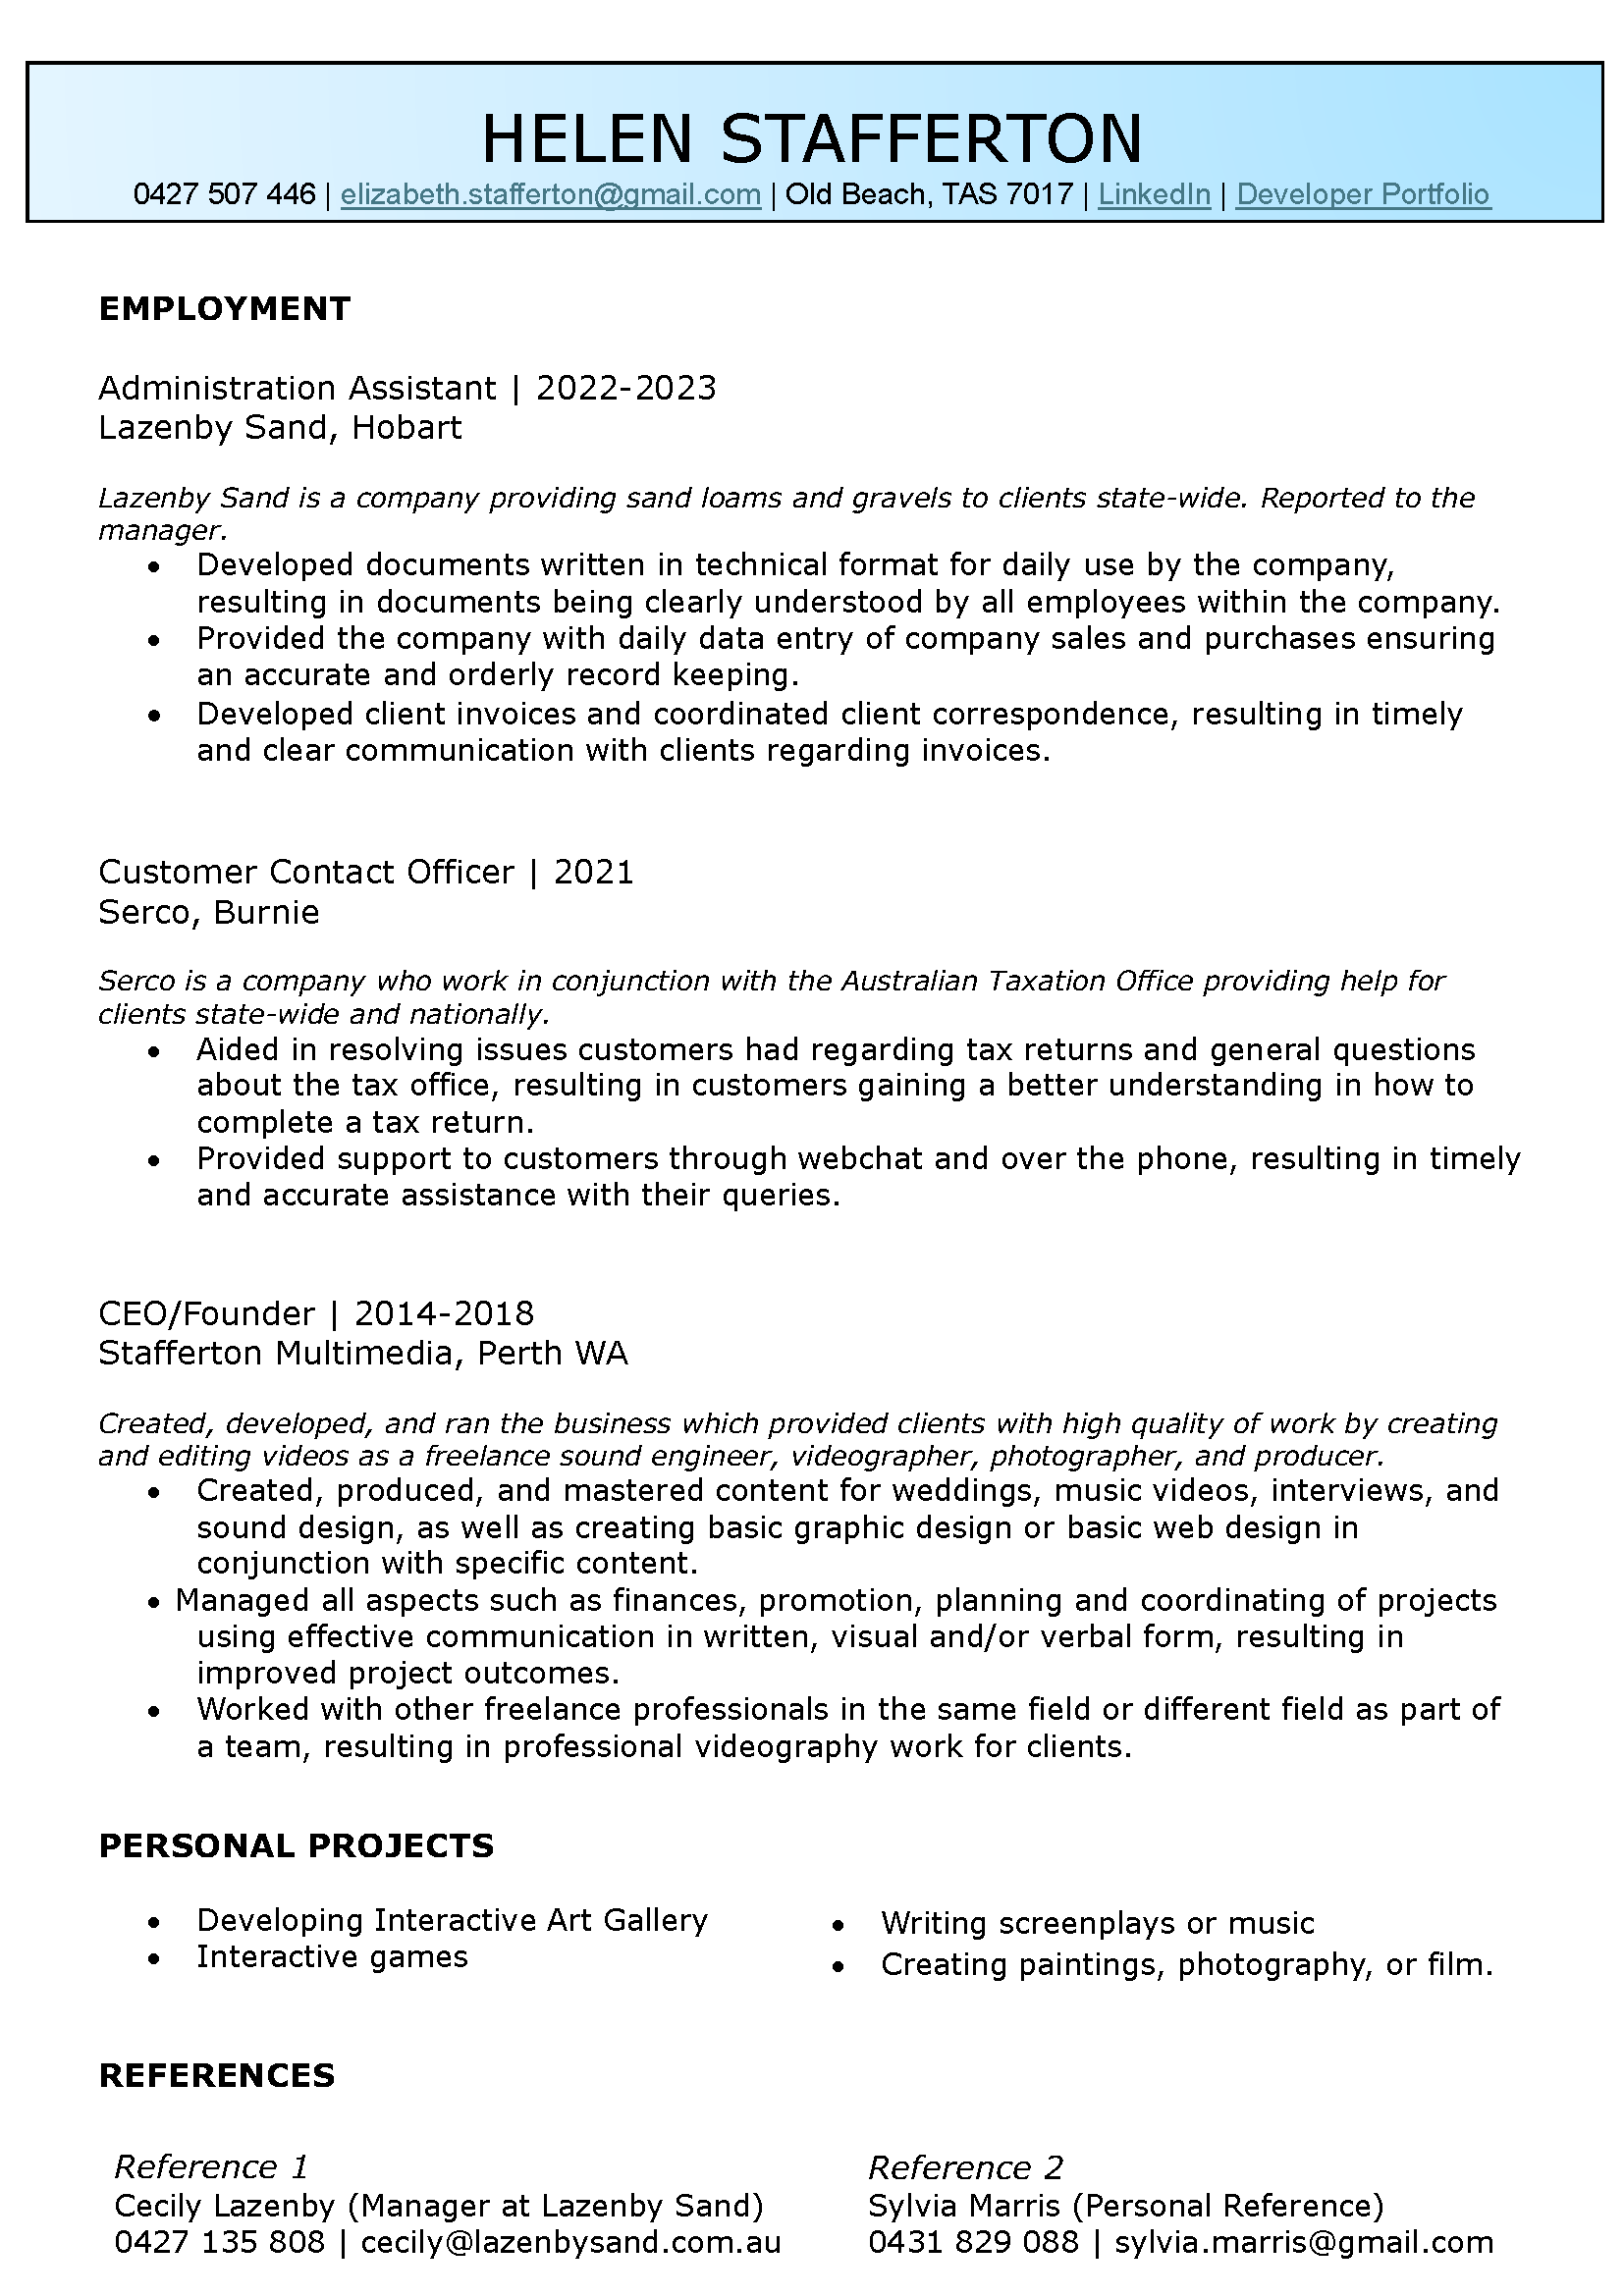 HELEN STAFFERTON
0427 507 446 | elizabeth.stafferton@gmail.com | Old Beach, TAS 7017 | LinkedIn | Developer Portfolio
EMPLOYMENT
Administration Assistant | 2022-2023
Lazenby Sand, Hobart
Lazenby Sand is a company providing sand loams and gravels to clients state-wide. Reported to the
manager.
• Developed documents written in technical format for daily use by the company,
resulting in documents being clearly understood by all employees within the company.
• Provided the company with daily data entry of company sales and purchases ensuring
an accurate and orderly record keeping.
• Developed client invoices and coordinated client correspondence, resulting in timely
and clear communication with clients regarding invoices.
Customer Contact Officer | 2021
Serco, Burnie
Serco is a company who work in conjunction with the Australian Taxation Office providing help for
clients state-wide and nationally.
• Aided in resolving issues customers had regarding tax returns and general questions
about the tax office, resulting in customers gaining a better understanding in how to
complete a tax return.
• Provided support to customers through webchat and over the phone, resulting in timely
and accurate assistance with their queries.
CEO/Founder | 2014-2018
Stafferton Multimedia, Perth WA
Created, developed, and ran the business which provided clients with high quality of work by creating
and editing videos as a freelance sound engineer, videographer, photographer, and producer.
• Created, produced, and mastered content for weddings, music videos, interviews, and
sound design, as well as creating basic graphic design or basic web design in
conjunction with specific content.
• Managed all aspects such as finances, promotion, planning and coordinating of projects
using effective communication in written, visual and/or verbal form, resulting in
improved project outcomes.
• Worked with other freelance professionals in the same field or different field as part of
a team, resulting in professional videography work for clients.
PERSONAL PROJECTS
• Developing Interactive Art Gallery
• Interactive games
• Writing screenplays or music
• Creating paintings, photography, or film.
REFERENCES
Reference 1
Cecily Lazenby (Manager at Lazenby Sand)
0427 135 808 | cecily@lazenbysand.com.au
Reference 2
Sylvia Marris (Personal Reference)
0431 829 088 | sylvia.marris@gmail.com